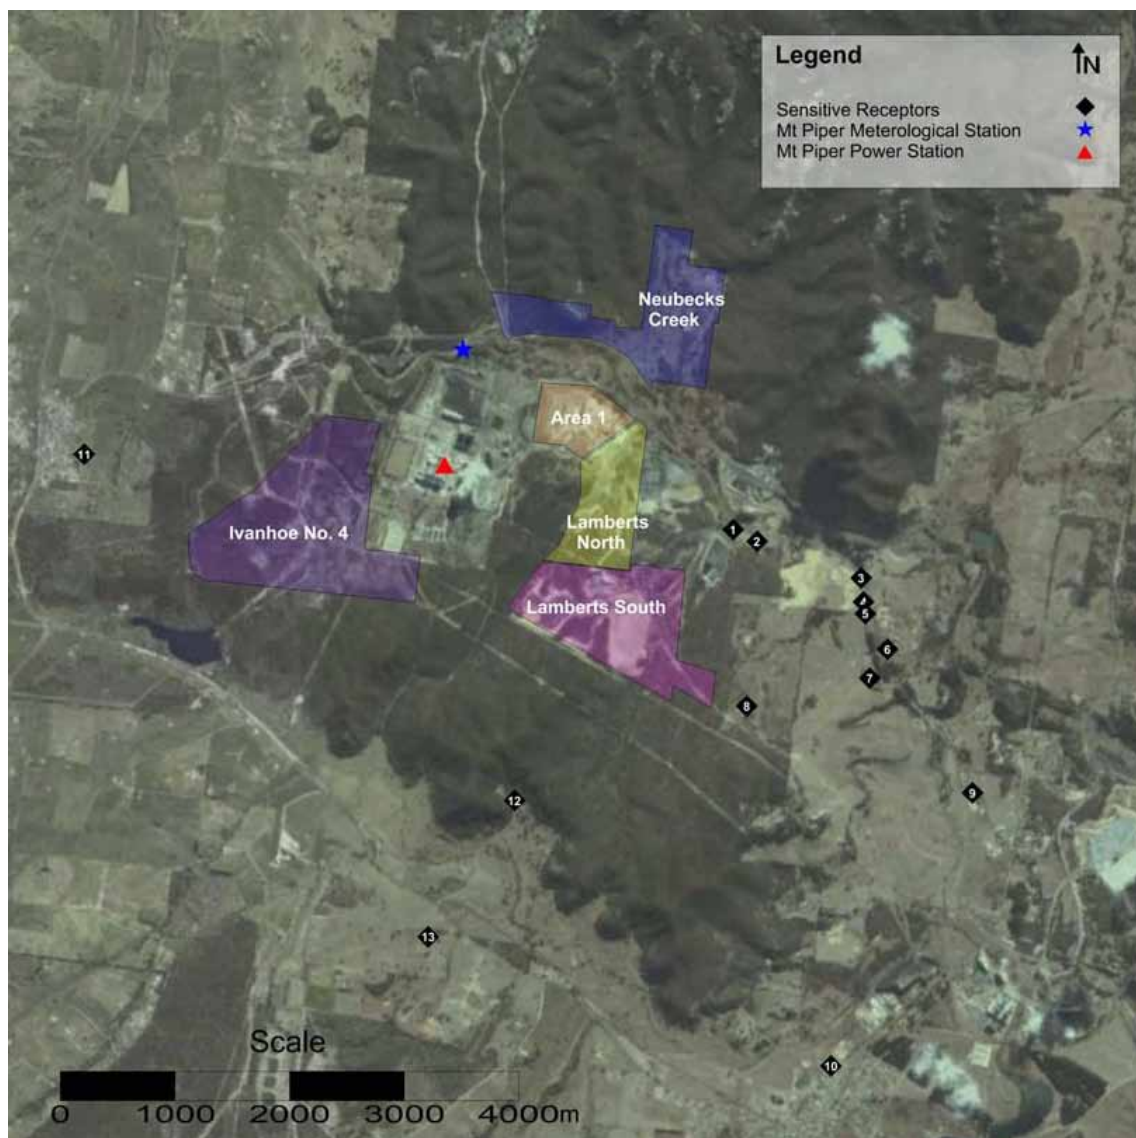 Legend
N
Sensitive Receptors
Mt Piper Meterological Station
Mt Piper Power Station
Neubecks
Creek
Area 1
11
Ivanhoe No. 4
Lamberts
North
1
2
3
Lamberts South
4
5
6
7
8
9
12
13
10
Scale
0 1000 2000 3000 4000m